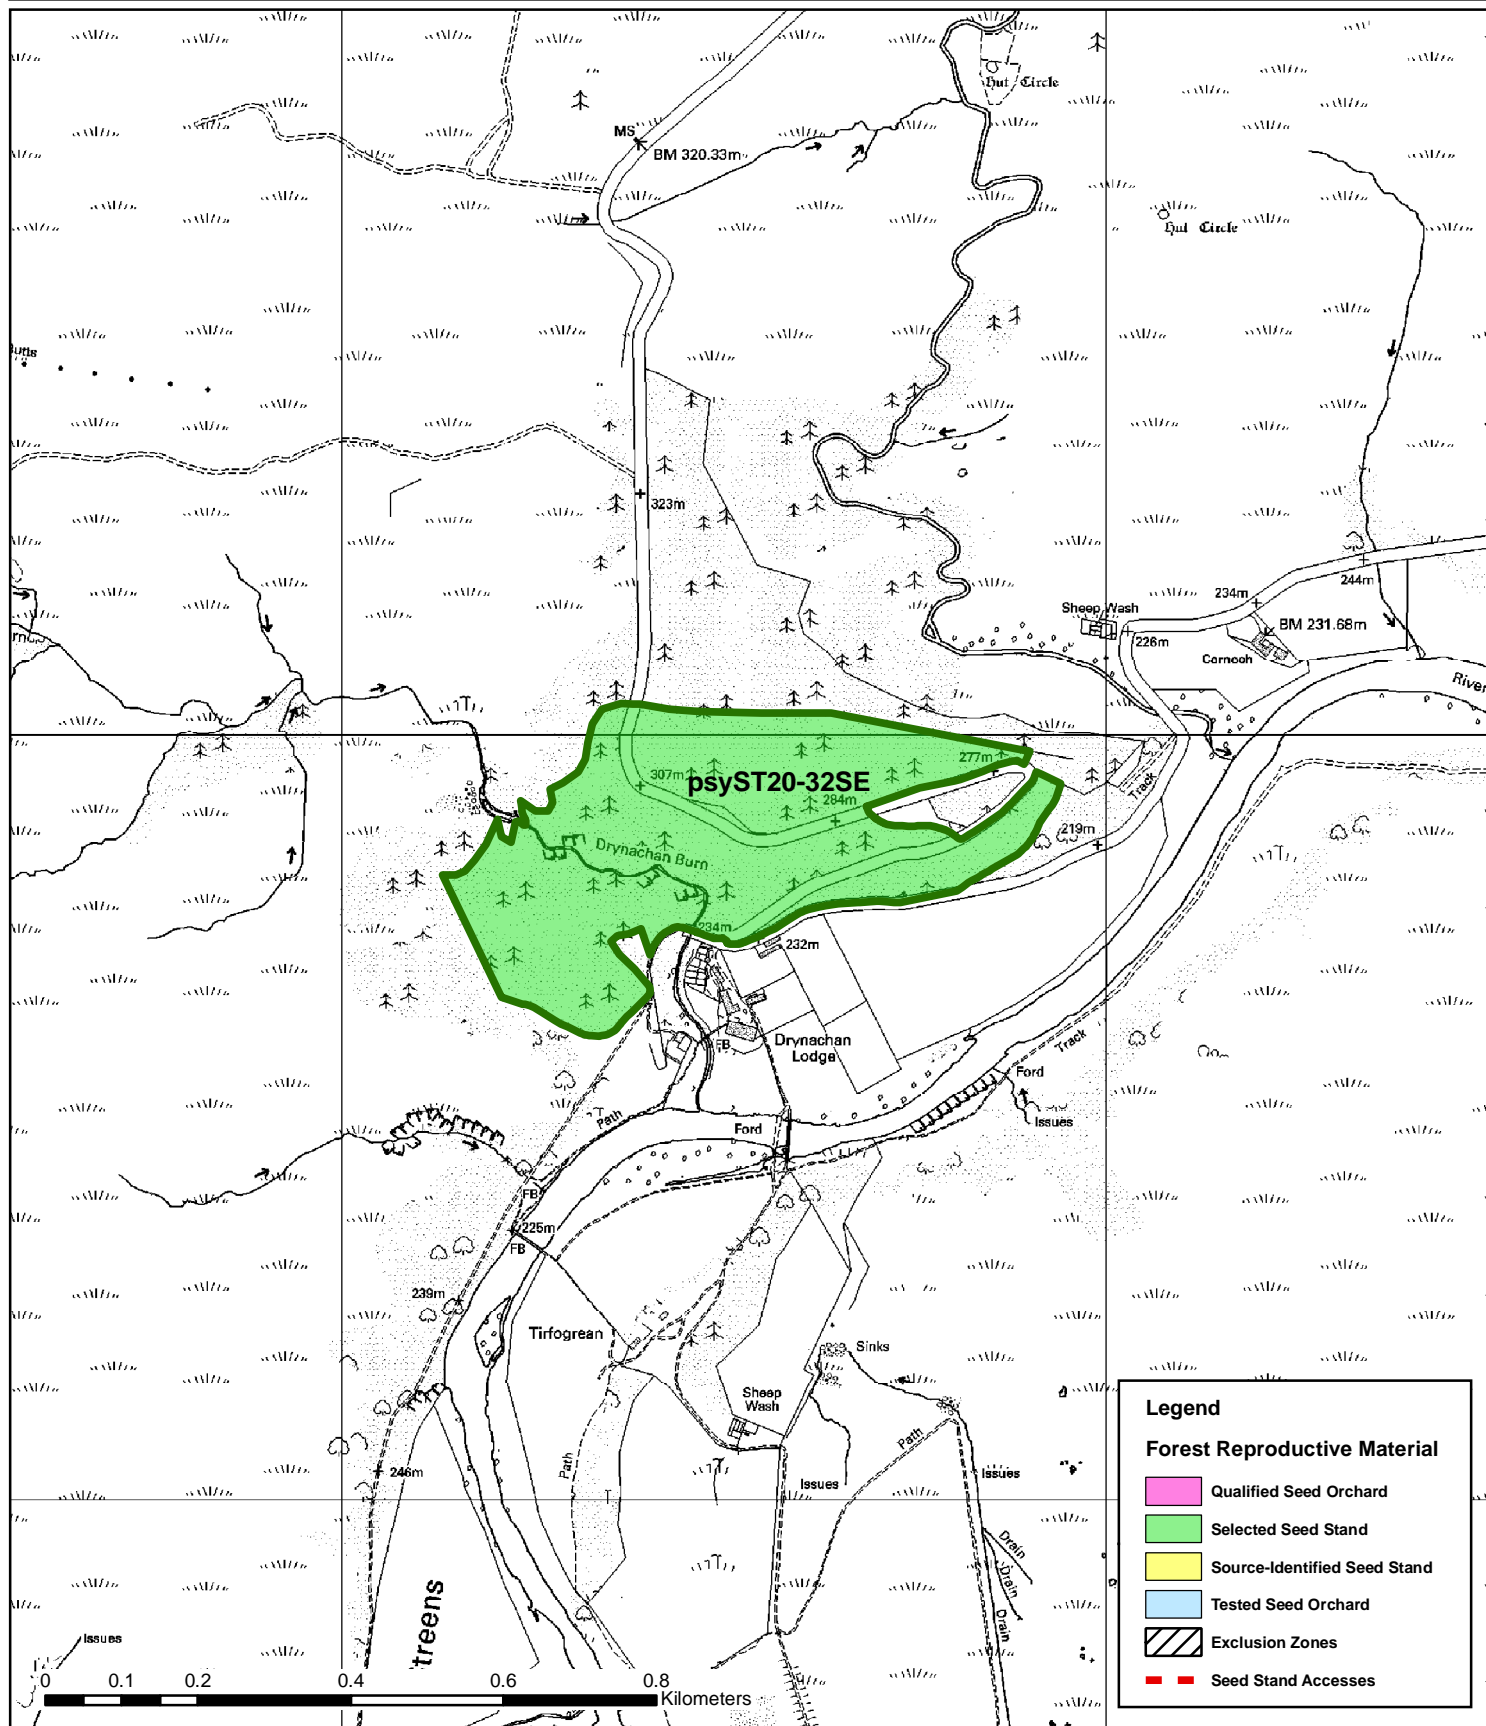 Hut Circle
MS
BM 320.33m
Hut Circle
utts
323m
244m
234m
Sheep Wash
BM 231.68m
226m
Carnoch
River
277m
307m
psyST20-32SE
284m
Track
219m
Drynachan Burn
234m
232m
Drynachan
Lodge
FB
Track
Ford
Path
Issues
Ford
FB
225m
FB
239m
Tirfogrean
Sinks
Sheep
Wash
Path
Path
246m
Issues
Issues
Drain
Drain
Drain
Issues
treens
Legend
Forest Reproductive Material
Qualified Seed Orchard
Selected Seed Stand
Source-Identified Seed Stand
Tested Seed Orchard
Exclusion Zones
Seed Stand Accesses
0 0.1 0.2 0.4 0.6 0.8
Kilometers